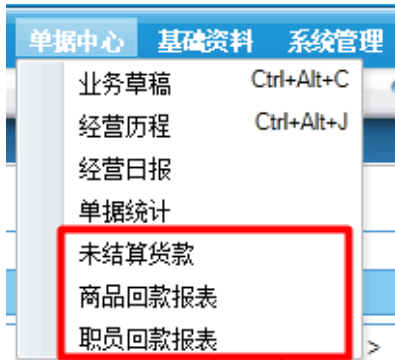 单据中心 基础资料 系统管理
业务草稿 Ctrl+Alt+C
经营历程 Ctrl+Alt+J
经营日报
单据统计
未结算货款
商品回款报表
职员回款报表
>